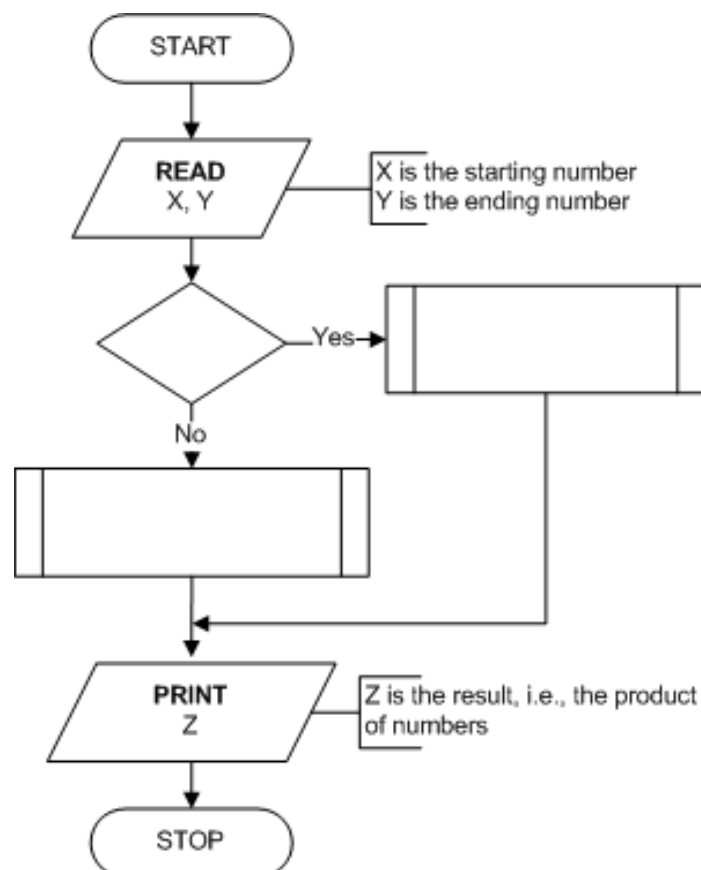 START
READ
X, Y
X is the starting number
Y is the ending number
Yes
No
PRINT
Z
Z is the result, i.e., the product
of numbers
STOP